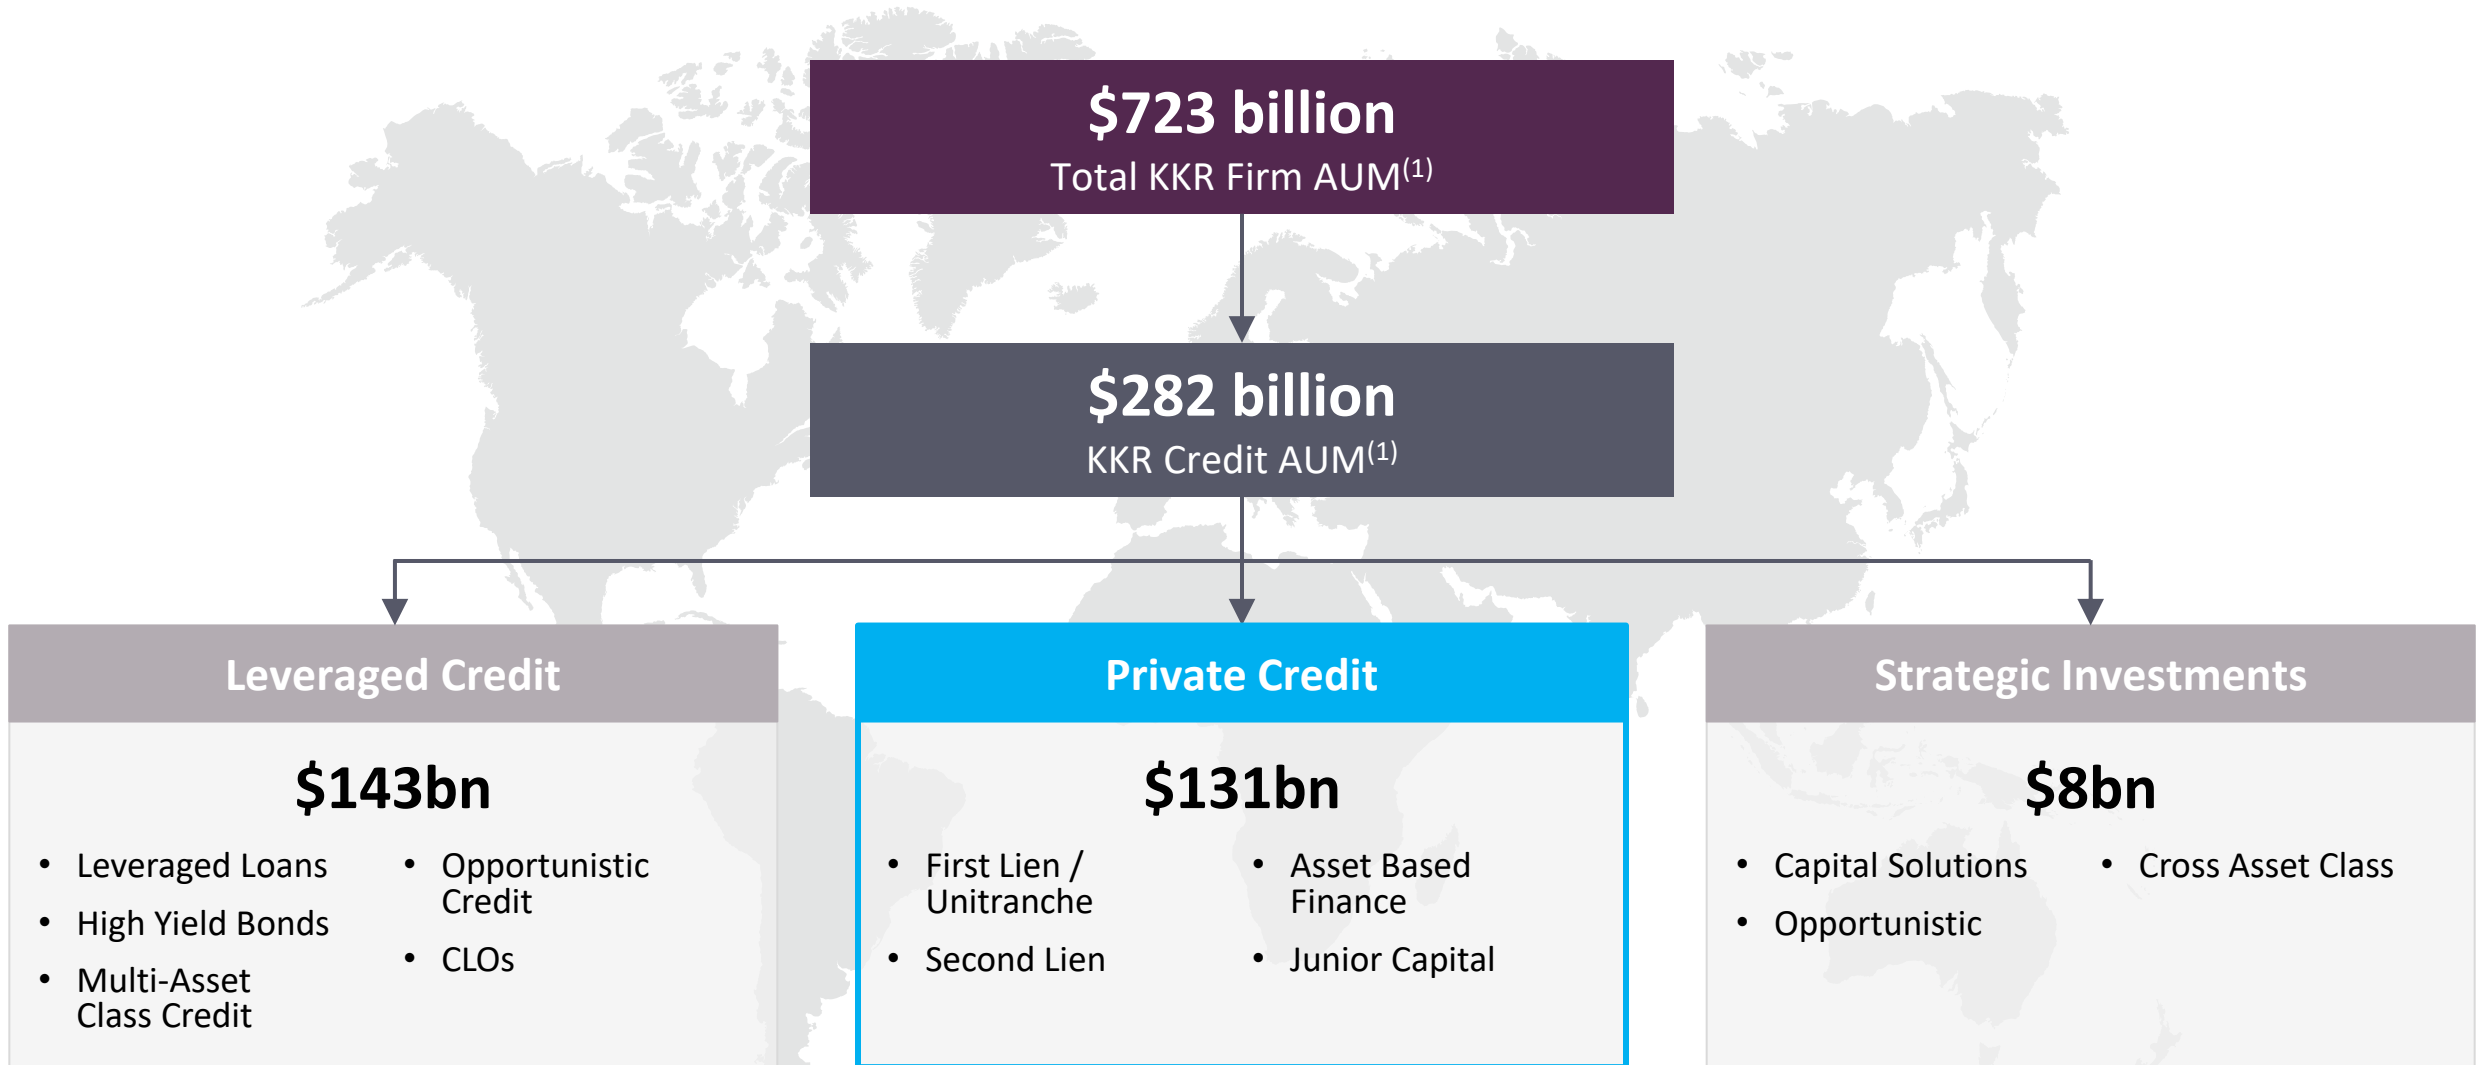 $723 billion
Total KKR Firm AUM(1)
$282 billion
KKR Credit AUM(1)
Leveraged Credit
$143bn
• Leveraged Loans
• High Yield Bonds
• Multi-Asset
Class Credit
• Opportunistic
Credit
• CLOs
Private Credit
$131bn
• First Lien /
Unitranche
• Second Lien
• Asset Based
Finance
• Junior Capital
Strategic Investments
$8bn
• Capital Solutions
• Opportunistic
• Cross Asset Class